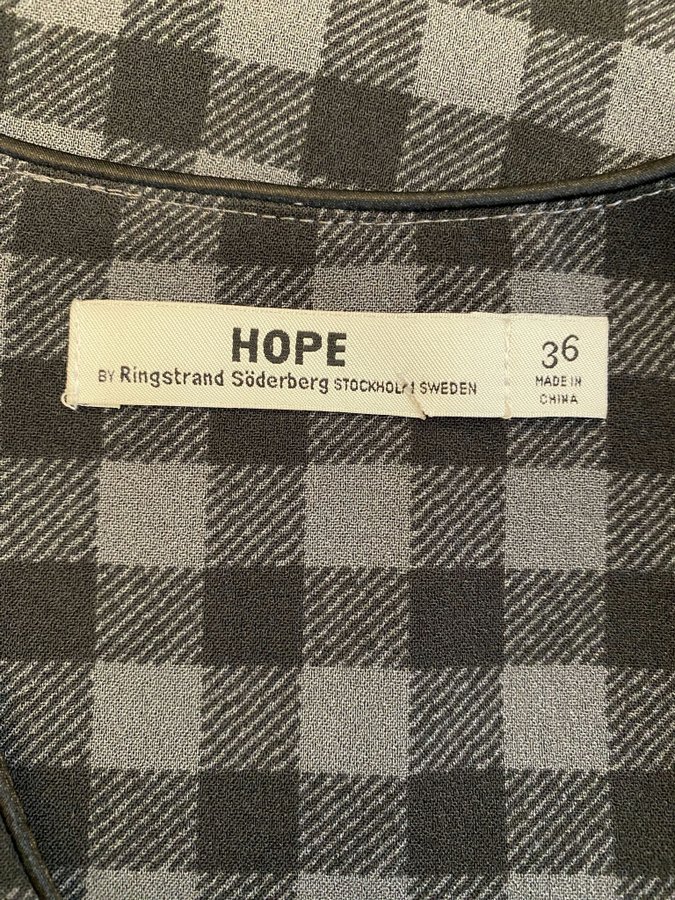 HOPE
BY Ringstrand Söderberg STOCKHOLM SWEDEN
36
MADE IN
CHINA